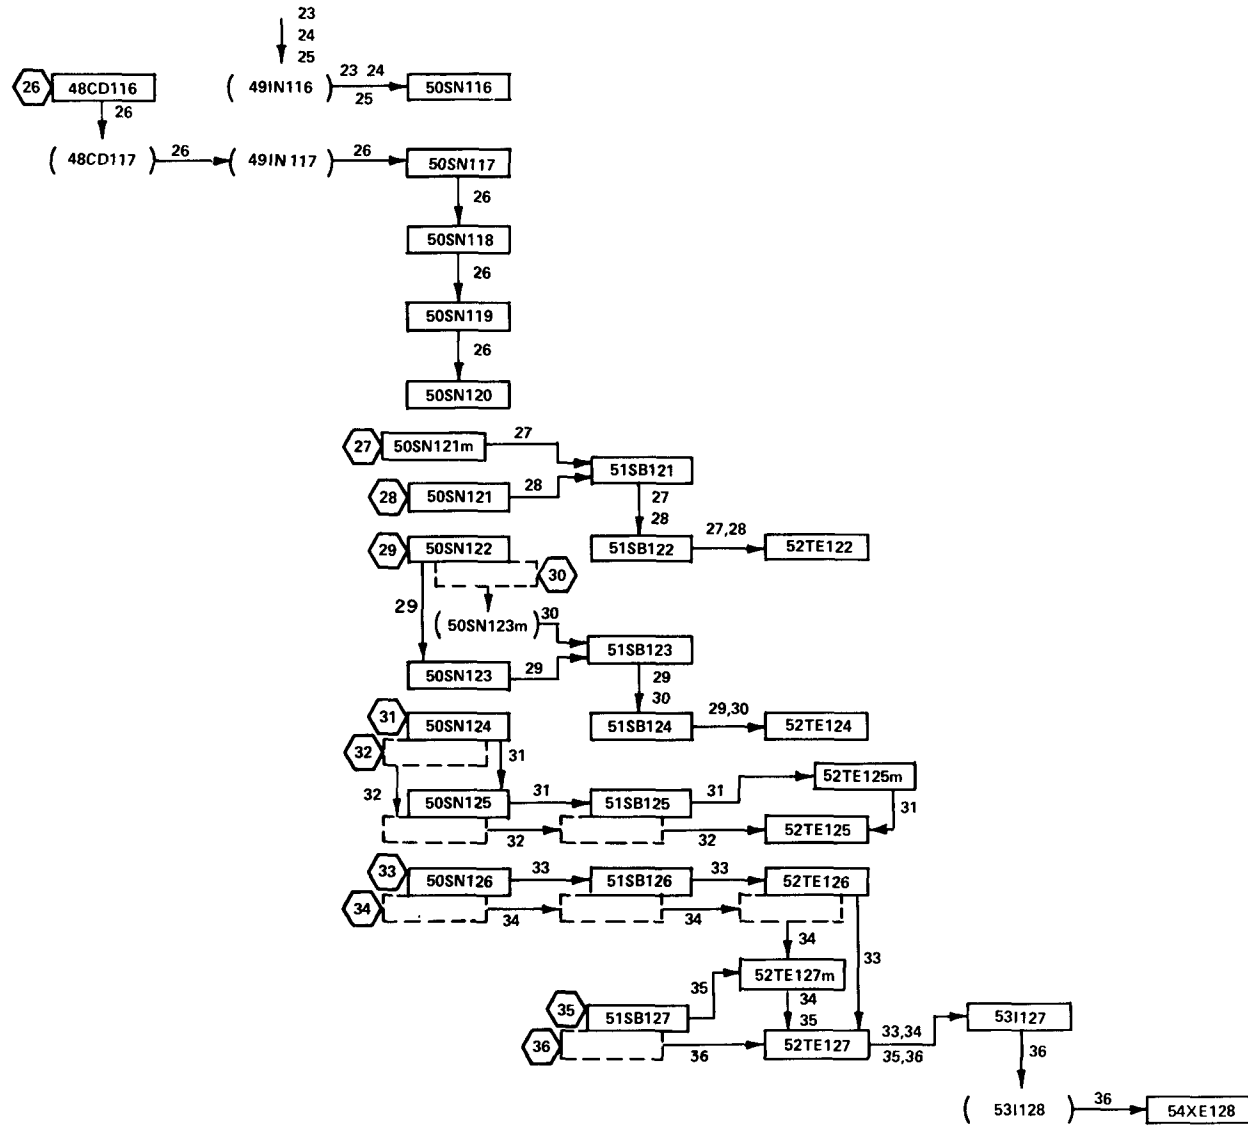 23
24
25
26 48CD116 ( 49IN116 ) 23 24 50SN116
26 25
( 48CD117 ) 26 ( 49IN117 ) 26 50SN117
26
50SN118
26
50SN119
26
50SN120
27 50SN121m 27
51SB121
28 50SN121 28 27
28
27,28
29 50SN122 51SB122 52TE122
30
29 ( 50SN123m ) 30
51SB123
50SN123 29 29
30
31 50SN124 51SB124 29,30 52TE124
32 31
52TE125m
32 50SN125 31 51SB125 31 31
32 32 52TE125
33 50SN126 33 51SB126 33 52TE126
34 34 34
34 33
52TE127m
35 34
35 51SB127 35 33,34 53I127
36 36 52TE127 35,36 36
( 53I128 ) 36 54XE128